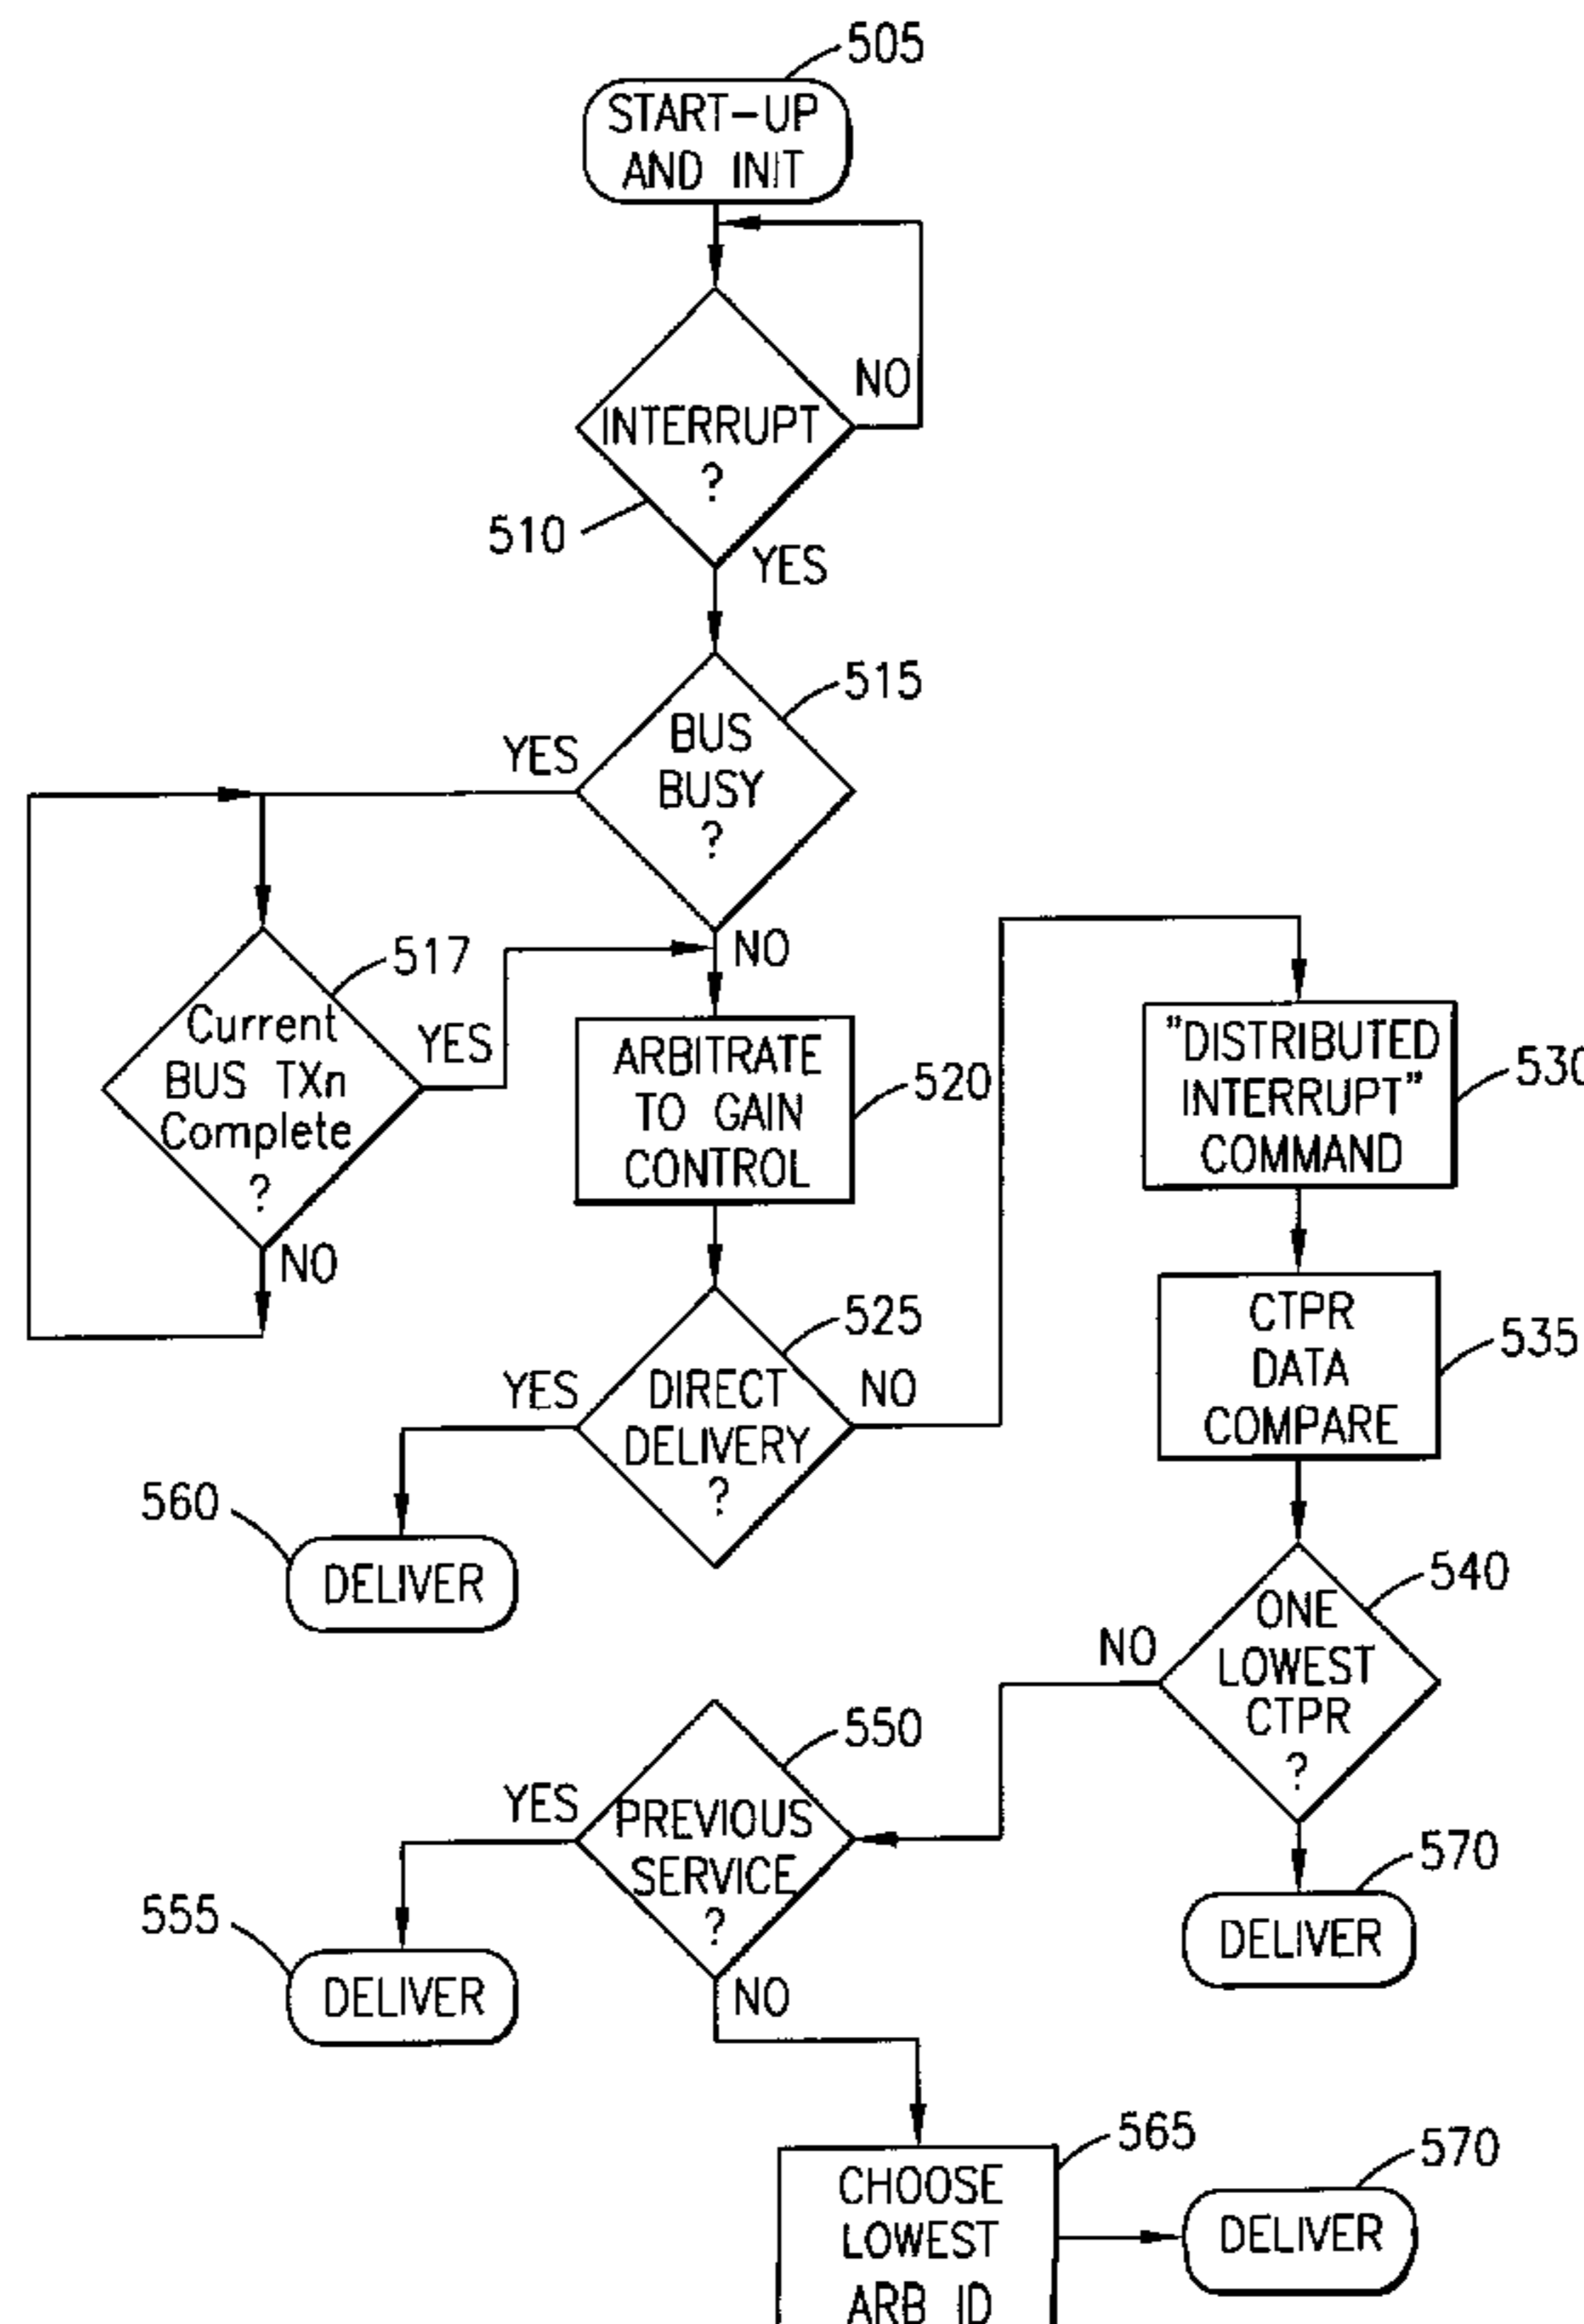 505
START-UP
AND INIT
NO
INTERRUPT
?
510
YES
515
BUS
BUSY
?
YES
NO
517
Current
BUS TXn
Complete
?
YES
NO
ARBITRATE
TO GAIN
CONTROL
520
"DISTRIBUTED
INTERRUPT"
COMMAND
530
525
DIRECT
DELIVERY
?
YES
NO
CTPR
DATA
COMPARE
535
560
DELIVER
540
ONE
LOWEST
CTPR
?
NO
550
PREVIOUS
SERVICE
?
YES
NO
570
DELIVER
555
DELIVER
565
CHOOSE
LOWEST
ARB ID
570
DELIVER